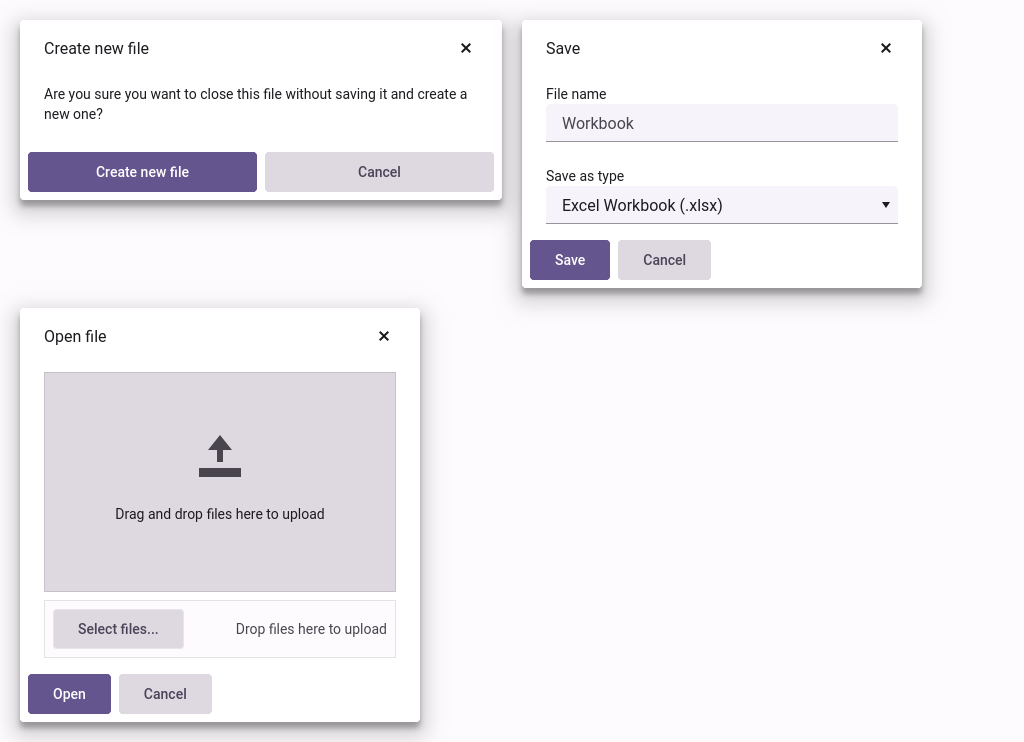 Create new file
Are you sure you want to close this file without saving it and create a
new one?
Create new file
Cancel
Save
File name
Workbook
Save as type
Excel Workbook (.xlsx)
Save
Cancel
Open file
Drag and drop files here to upload
Select files...
Drop files here to upload
Open
Cancel